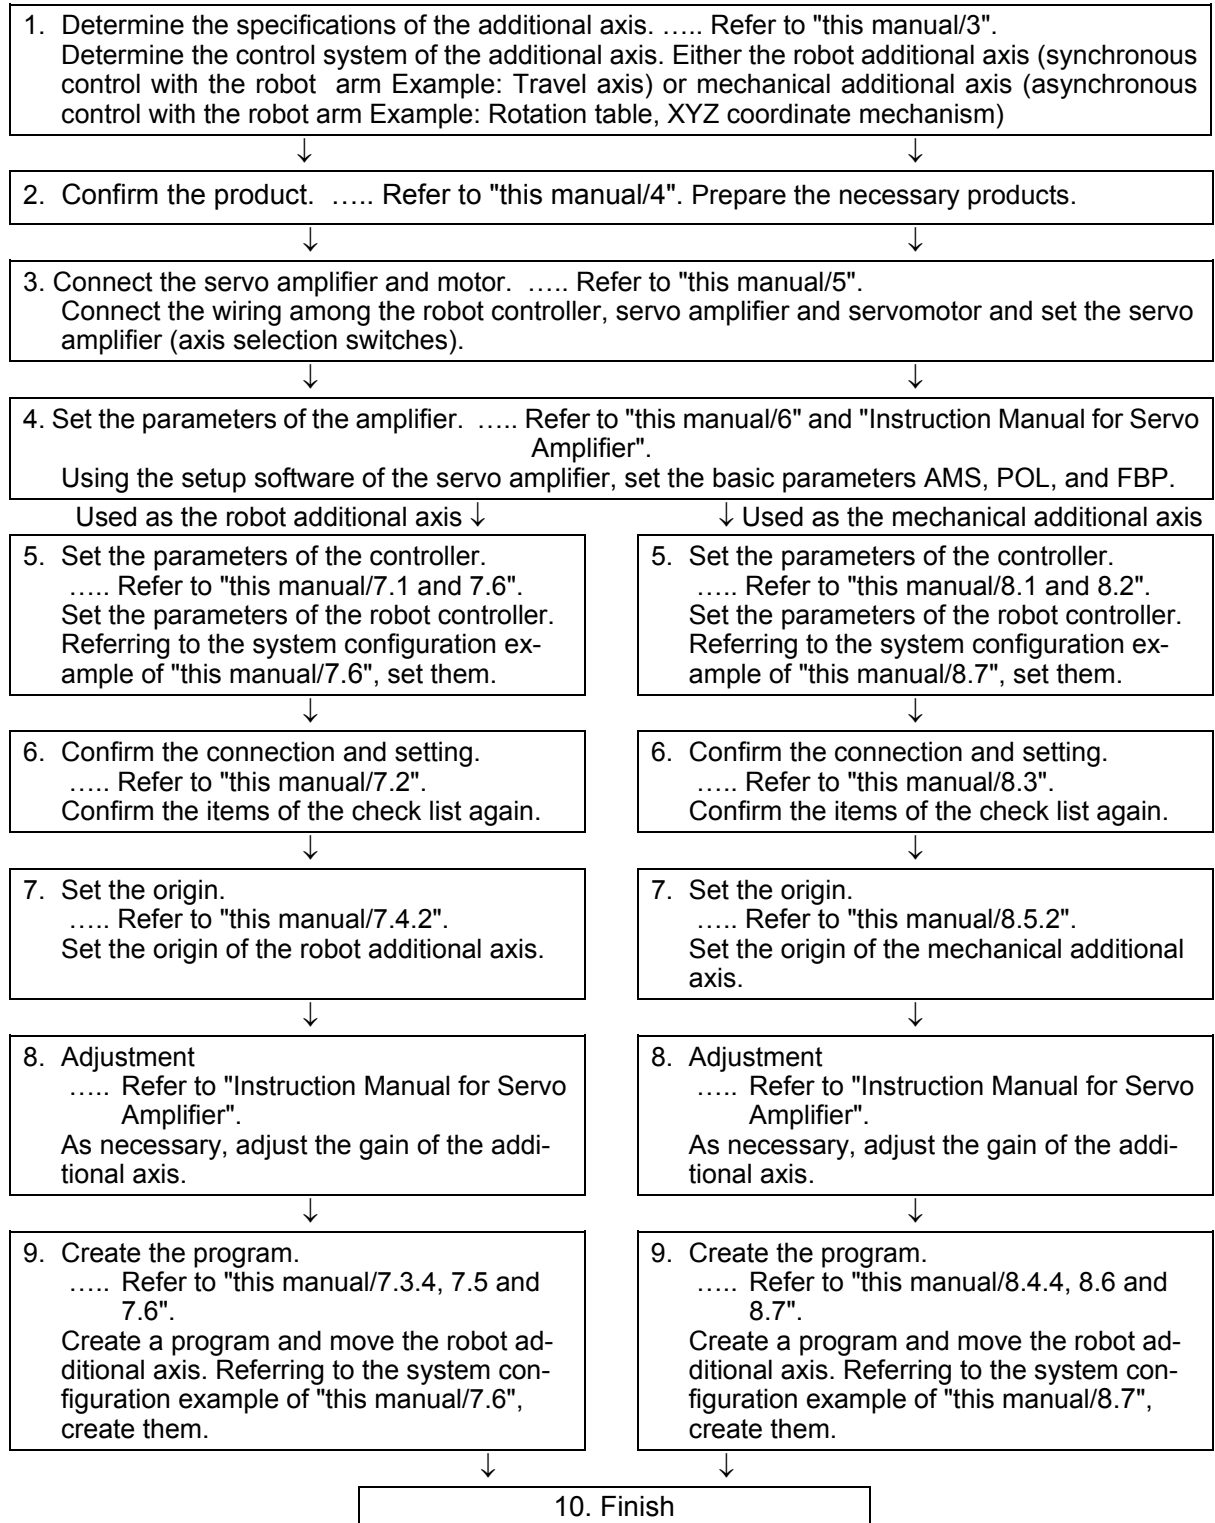 1. Determine the specifications of the additional axis. ….. Refer to "this manual/3".
Determine the control system of the additional axis. Either the robot additional axis (synchronous
control with the robot arm Example: Travel axis) or mechanical additional axis (asynchronous
control with the robot arm Example: Rotation table, XYZ coordinate mechanism)
↓ ↓
2. Confirm the product. ….. Refer to "this manual/4". Prepare the necessary products.
↓ ↓
3. Connect the servo amplifier and motor. ….. Refer to "this manual/5".
Connect the wiring among the robot controller, servo amplifier and servomotor and set the servo
amplifier (axis selection switches).
↓ ↓
4. Set the parameters of the amplifier. ….. Refer to "this manual/6" and "Instruction Manual for Servo
Amplifier".
Using the setup software of the servo amplifier, set the basic parameters AMS, POL, and FBP.
Used as the robot additional axis ↓
5. Set the parameters of the controller.
….. Refer to "this manual/7.1 and 7.6".
Set the parameters of the robot controller.
Referring to the system configuration ex-
ample of "this manual/7.6", set them.
↓
6. Confirm the connection and setting.
….. Refer to "this manual/7.2".
Confirm the items of the check list again.
↓
7. Set the origin.
….. Refer to "this manual/7.4.2".
Set the origin of the robot additional axis.
↓
8. Adjustment
….. Refer to "Instruction Manual for Servo
Amplifier".
As necessary, adjust the gain of the addi-
tional axis.
↓
9. Create the program.
….. Refer to "this manual/7.3.4, 7.5 and
7.6".
Create a program and move the robot ad-
ditional axis. Referring to the system con-
figuration example of "this manual/7.6",
create them.
↓
↓ Used as the mechanical additional axis
5. Set the parameters of the controller.
….. Refer to "this manual/8.1 and 8.2".
Set the parameters of the robot controller.
Referring to the system configuration ex-
ample of "this manual/8.7", set them.
↓
6. Confirm the connection and setting.
….. Refer to "this manual/8.3".
Confirm the items of the check list again.
↓
7. Set the origin.
….. Refer to "this manual/8.5.2".
Set the origin of the mechanical additional
axis.
↓
8. Adjustment
….. Refer to "Instruction Manual for Servo
Amplifier".
As necessary, adjust the gain of the addi-
tional axis.
↓
9. Create the program.
….. Refer to "this manual/8.4.4, 8.6 and
8.7".
Create a program and move the robot ad-
ditional axis. Referring to the system con-
figuration example of "this manual/8.7",
create them.
↓
10. Finish